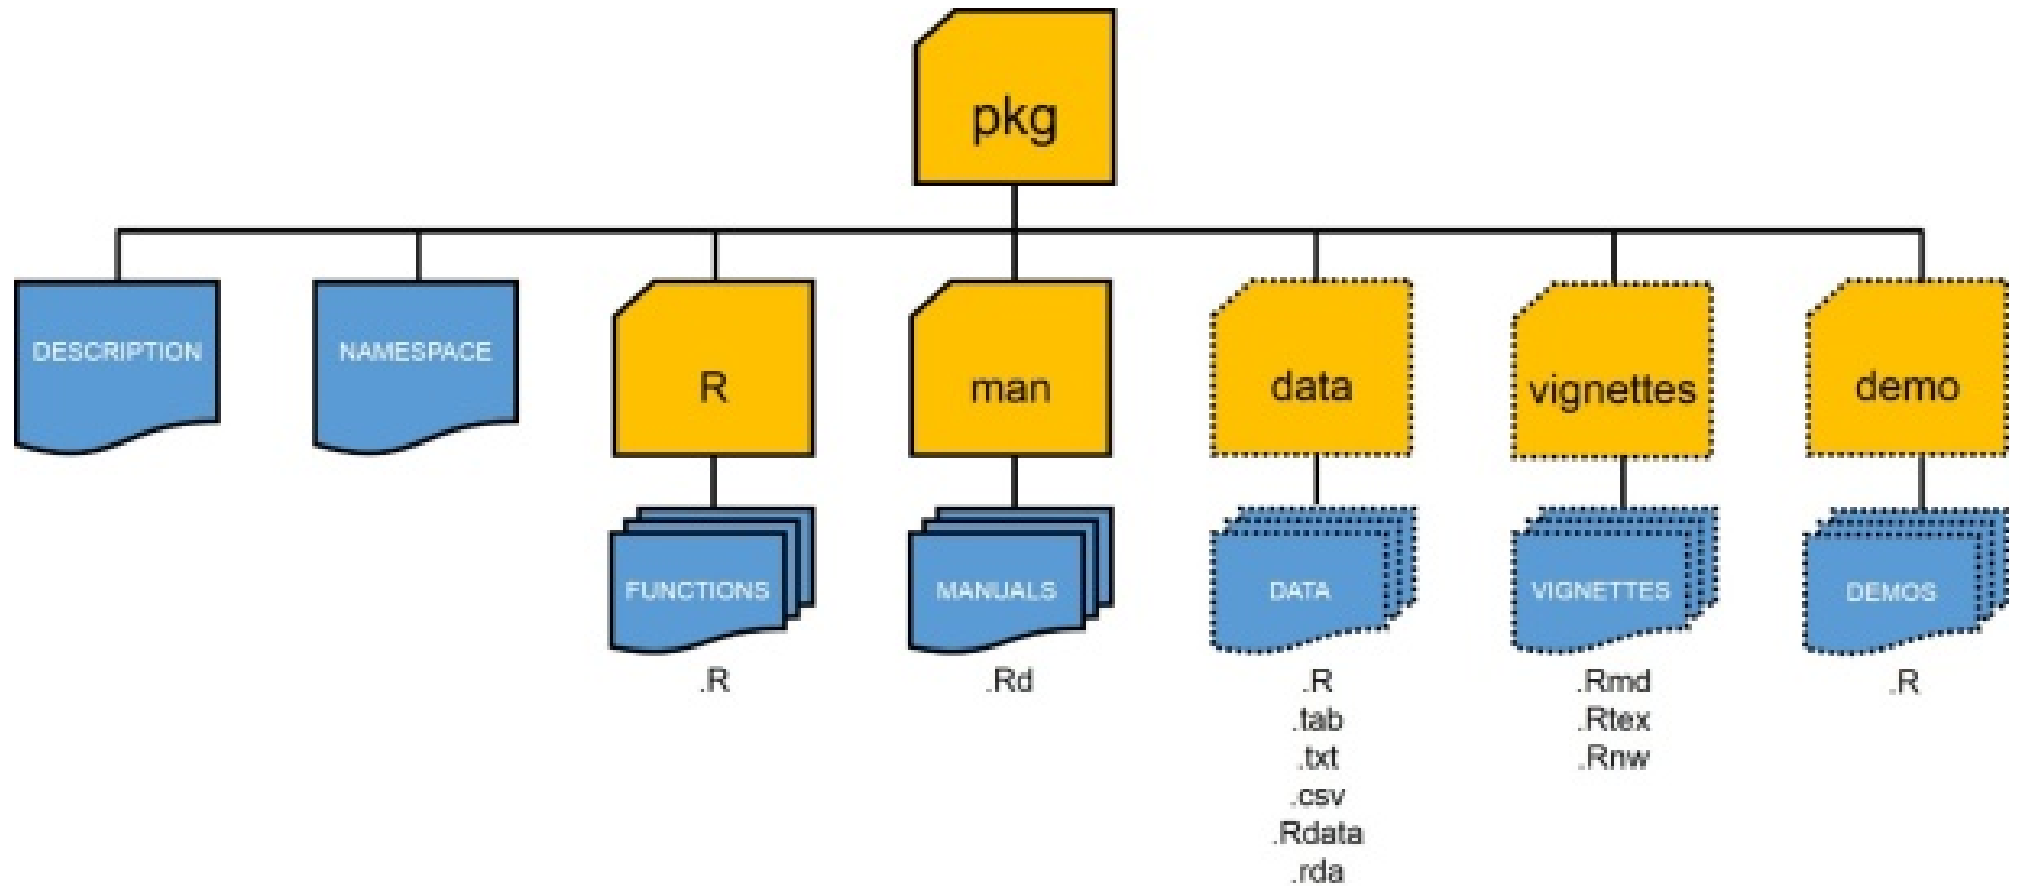 pkg
DESCRIPTION
NAMESPACE
R
man
data
vignettes
demo
FUNCTIONS
MANUALS
DATA
VIGNETTES
DEMOS
.R
.Rd
.R
.tab
.txt
.csv
.Rdata
.rda
.Rmd
.Rtex
.Rnw
.R